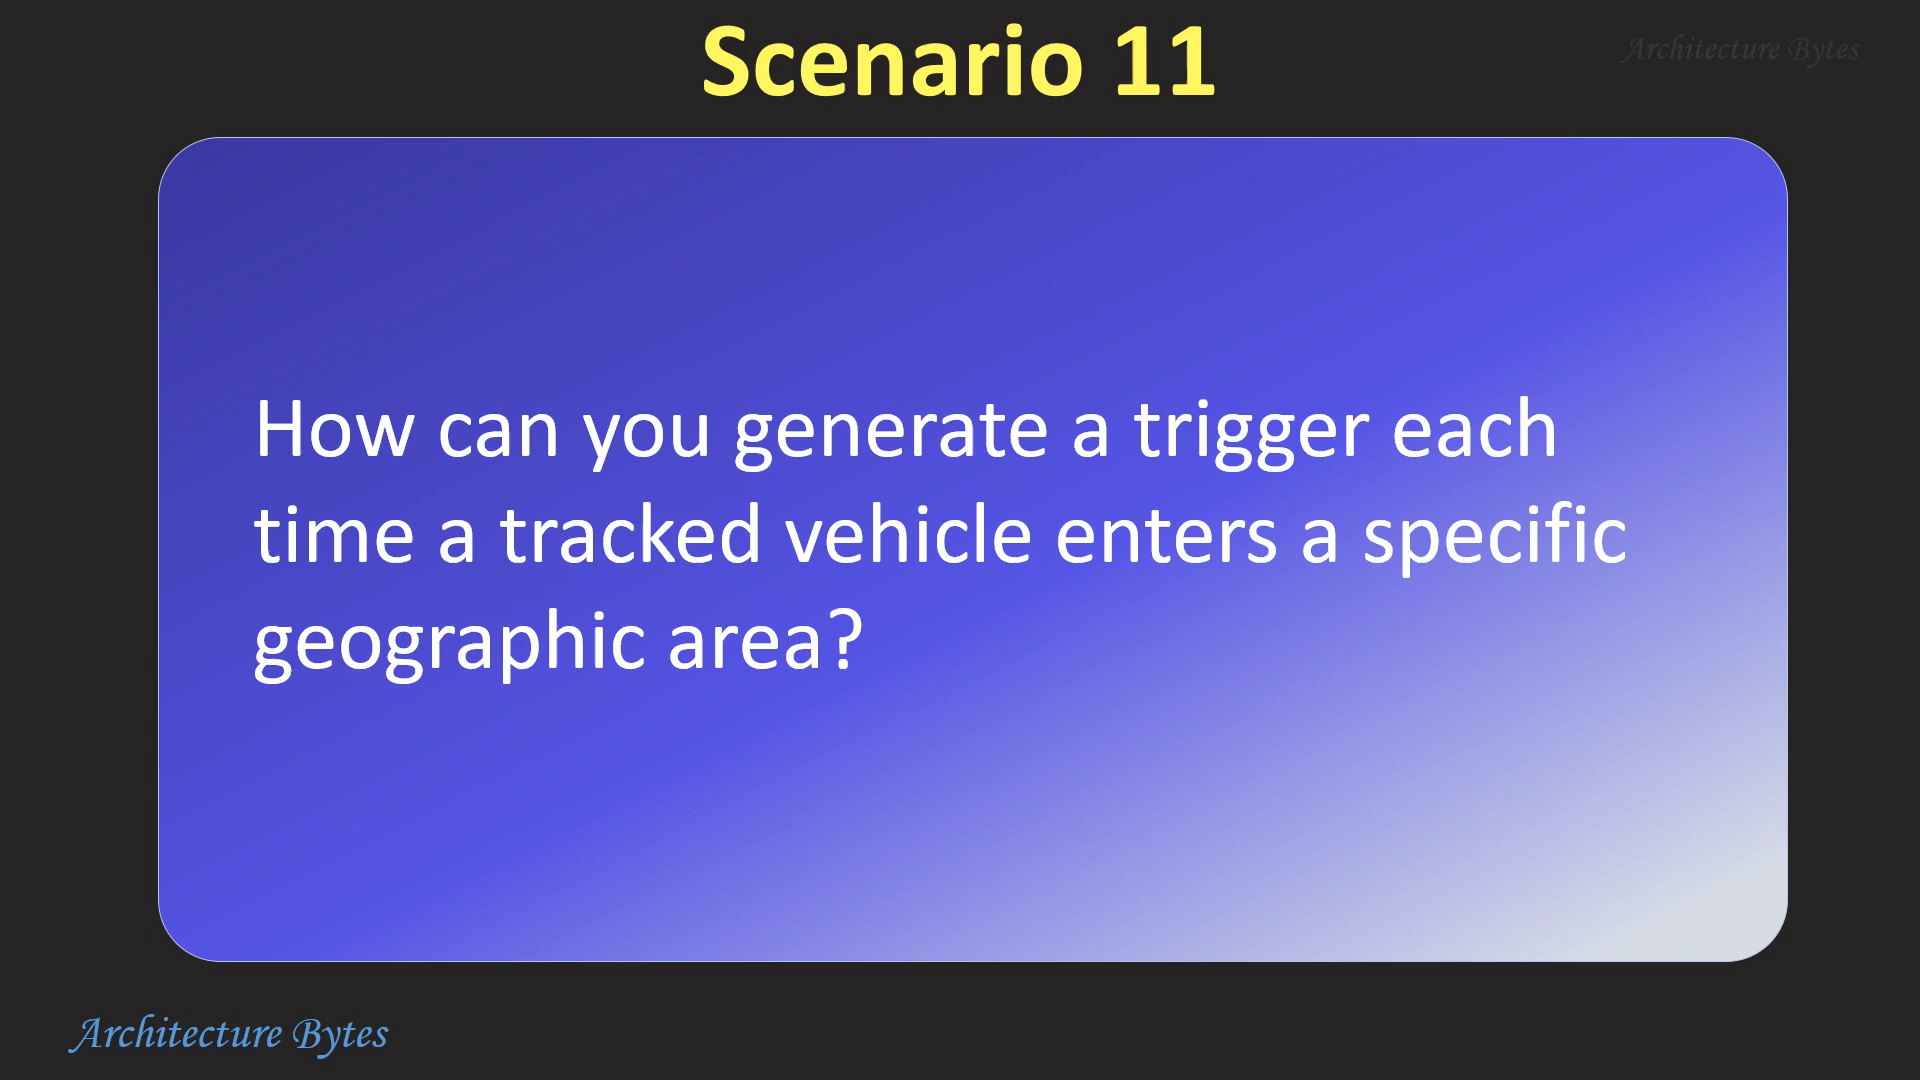 Scenario 11
Architecture Bytes
How can you generate a trigger each
time a tracked vehicle enters a specific
geographic area?
Architecture Bytes